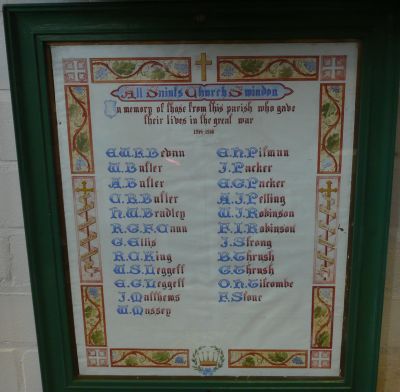 All Saints Church Swindon
In memory of those from this parish who gave
their lives in the great war
1914-1918
E.W.R. Bevan
W. Butler
A. Butler
C.R. Butler
H.W. Bradley
R.G.F. Cann
G. Ellis
R.C. King
W.S. Leggett
E.G. Leggett
J. Matthews
W. Massey
E.H. Pitman
J. Packer
E.G. Packer
A.J. Pelling
W.J. Robinson
F.I. Robinson
J. Strong
B. Thrush
G. Thrush
O.H. Titcombe
F. Stone